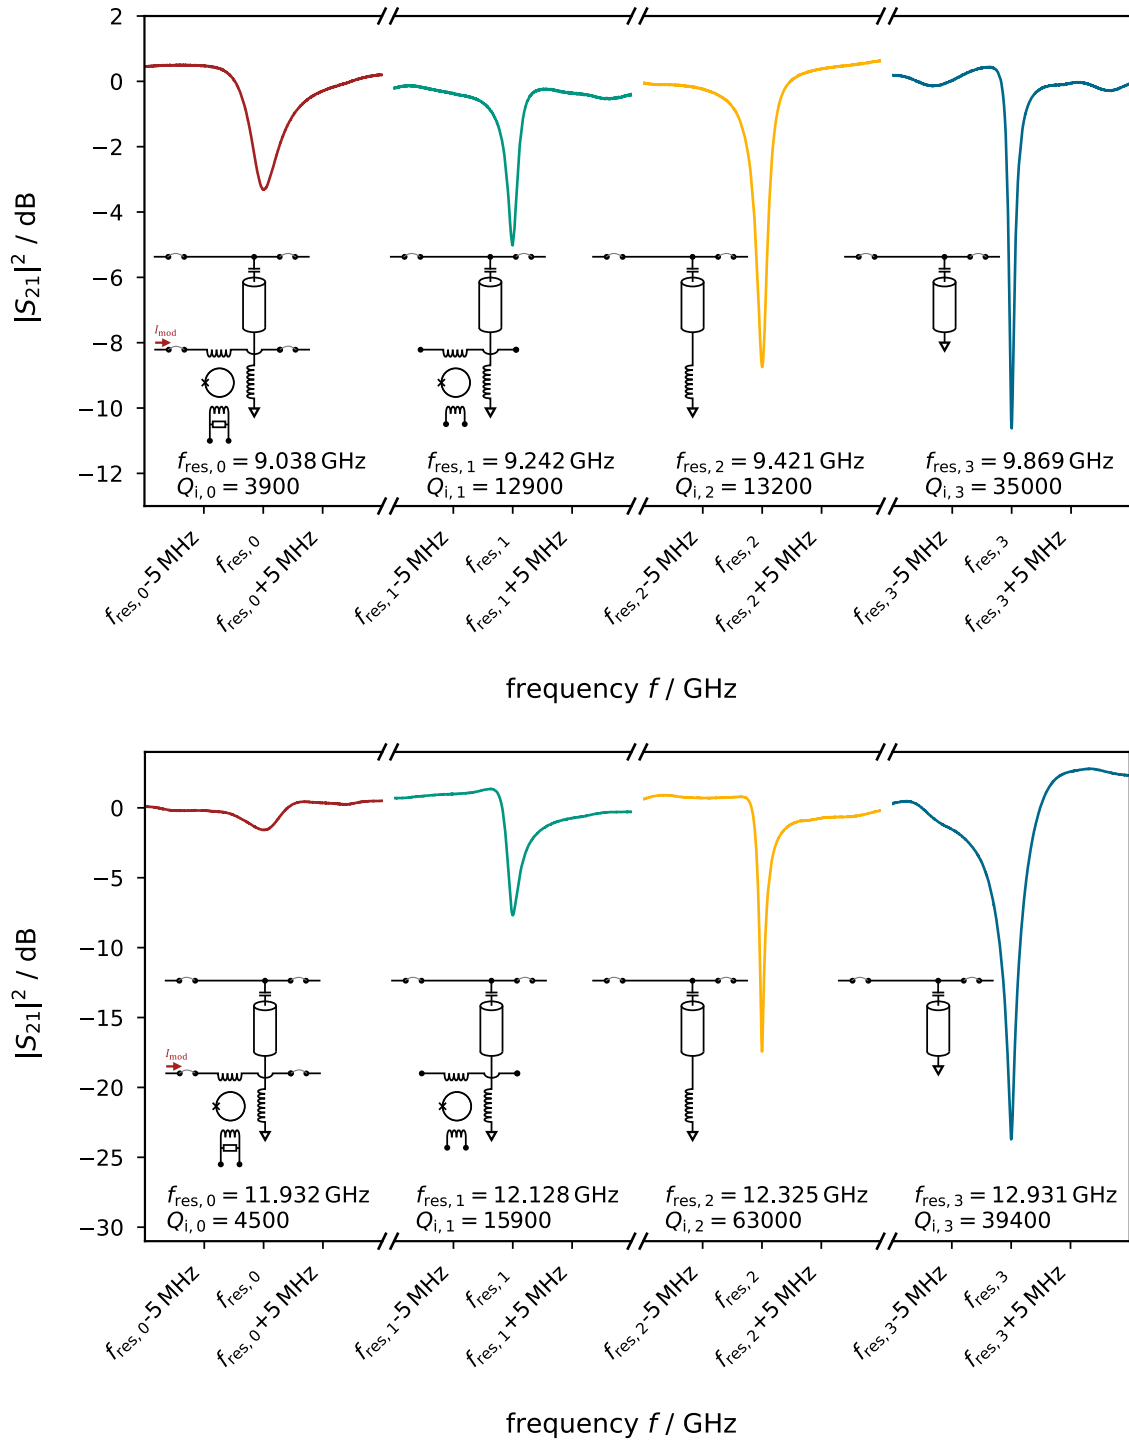 2
0
−2
−4
−6
−8
−10
−12
|S21|² / dB
Imod
fres, 0 = 9.038 GHz
Qi, 0 = 3900
fres, 1 = 9.242 GHz
Qi, 1 = 12900
fres, 2 = 9.421 GHz
Qi, 2 = 13200
fres, 3 = 9.869 GHz
Qi, 3 = 35000
fres, 0-5 MHz
fres, 0
fres, 0+5 MHz
fres, 1-5 MHz
fres, 1
fres, 1+5 MHz
fres, 2-5 MHz
fres, 2
fres, 2+5 MHz
fres, 3-5 MHz
fres, 3
fres, 3+5 MHz
frequency f / GHz
0
−5
−10
−15
−20
−25
−30
|S21|² / dB
Imod
fres, 0 = 11.932 GHz
Qi, 0 = 4500
fres, 1 = 12.128 GHz
Qi, 1 = 15900
fres, 2 = 12.325 GHz
Qi, 2 = 63000
fres, 3 = 12.931 GHz
Qi, 3 = 39400
fres, 0-5 MHz
fres, 0
fres, 0+5 MHz
fres, 1-5 MHz
fres, 1
fres, 1+5 MHz
fres, 2-5 MHz
fres, 2
fres, 2+5 MHz
fres, 3-5 MHz
fres, 3
fres, 3+5 MHz
frequency f / GHz